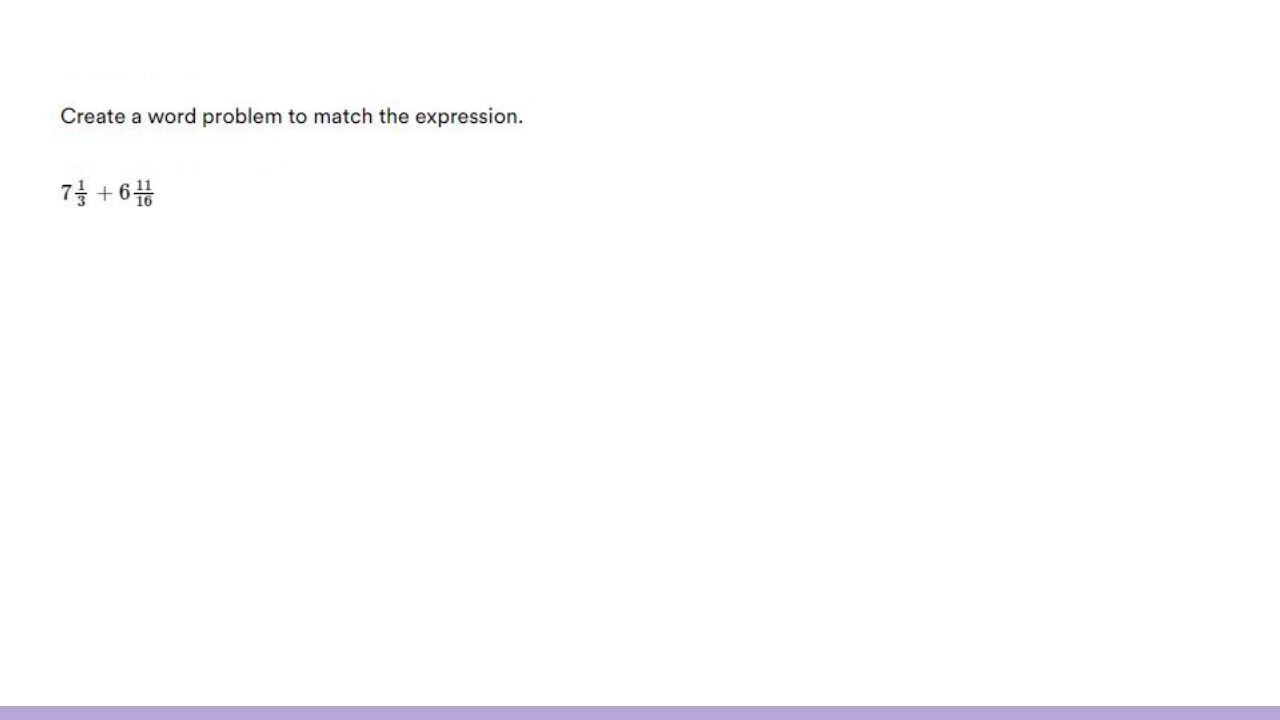 Create a word problem to match the expression.
7 1/3 + 6 11/16